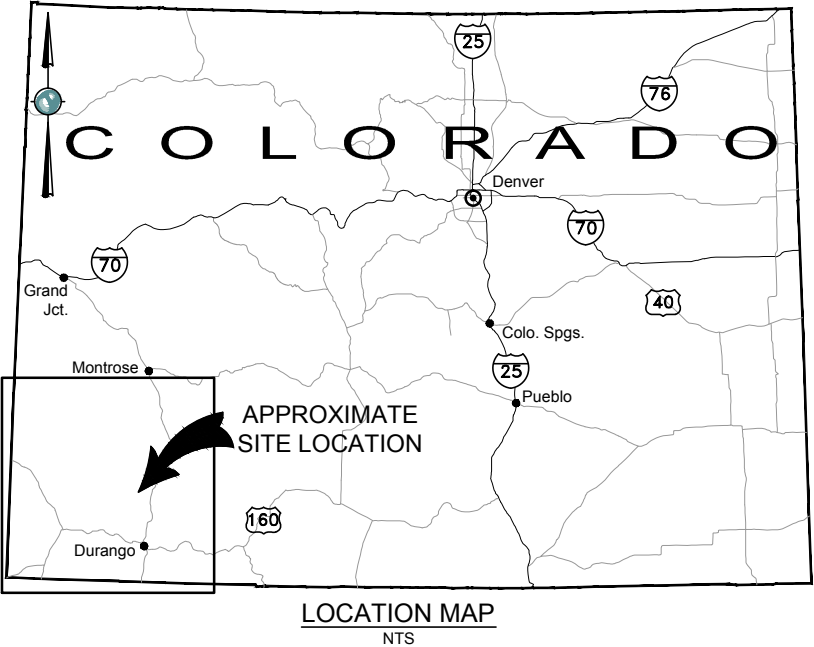 25
76
COLORADO
Denver
70
70
Grand
Jct.
40
Colo. Spgs.
Montrose
25
Pueblo
APPROXIMATE
SITE LOCATION
160
Durango
LOCATION MAP
NTS